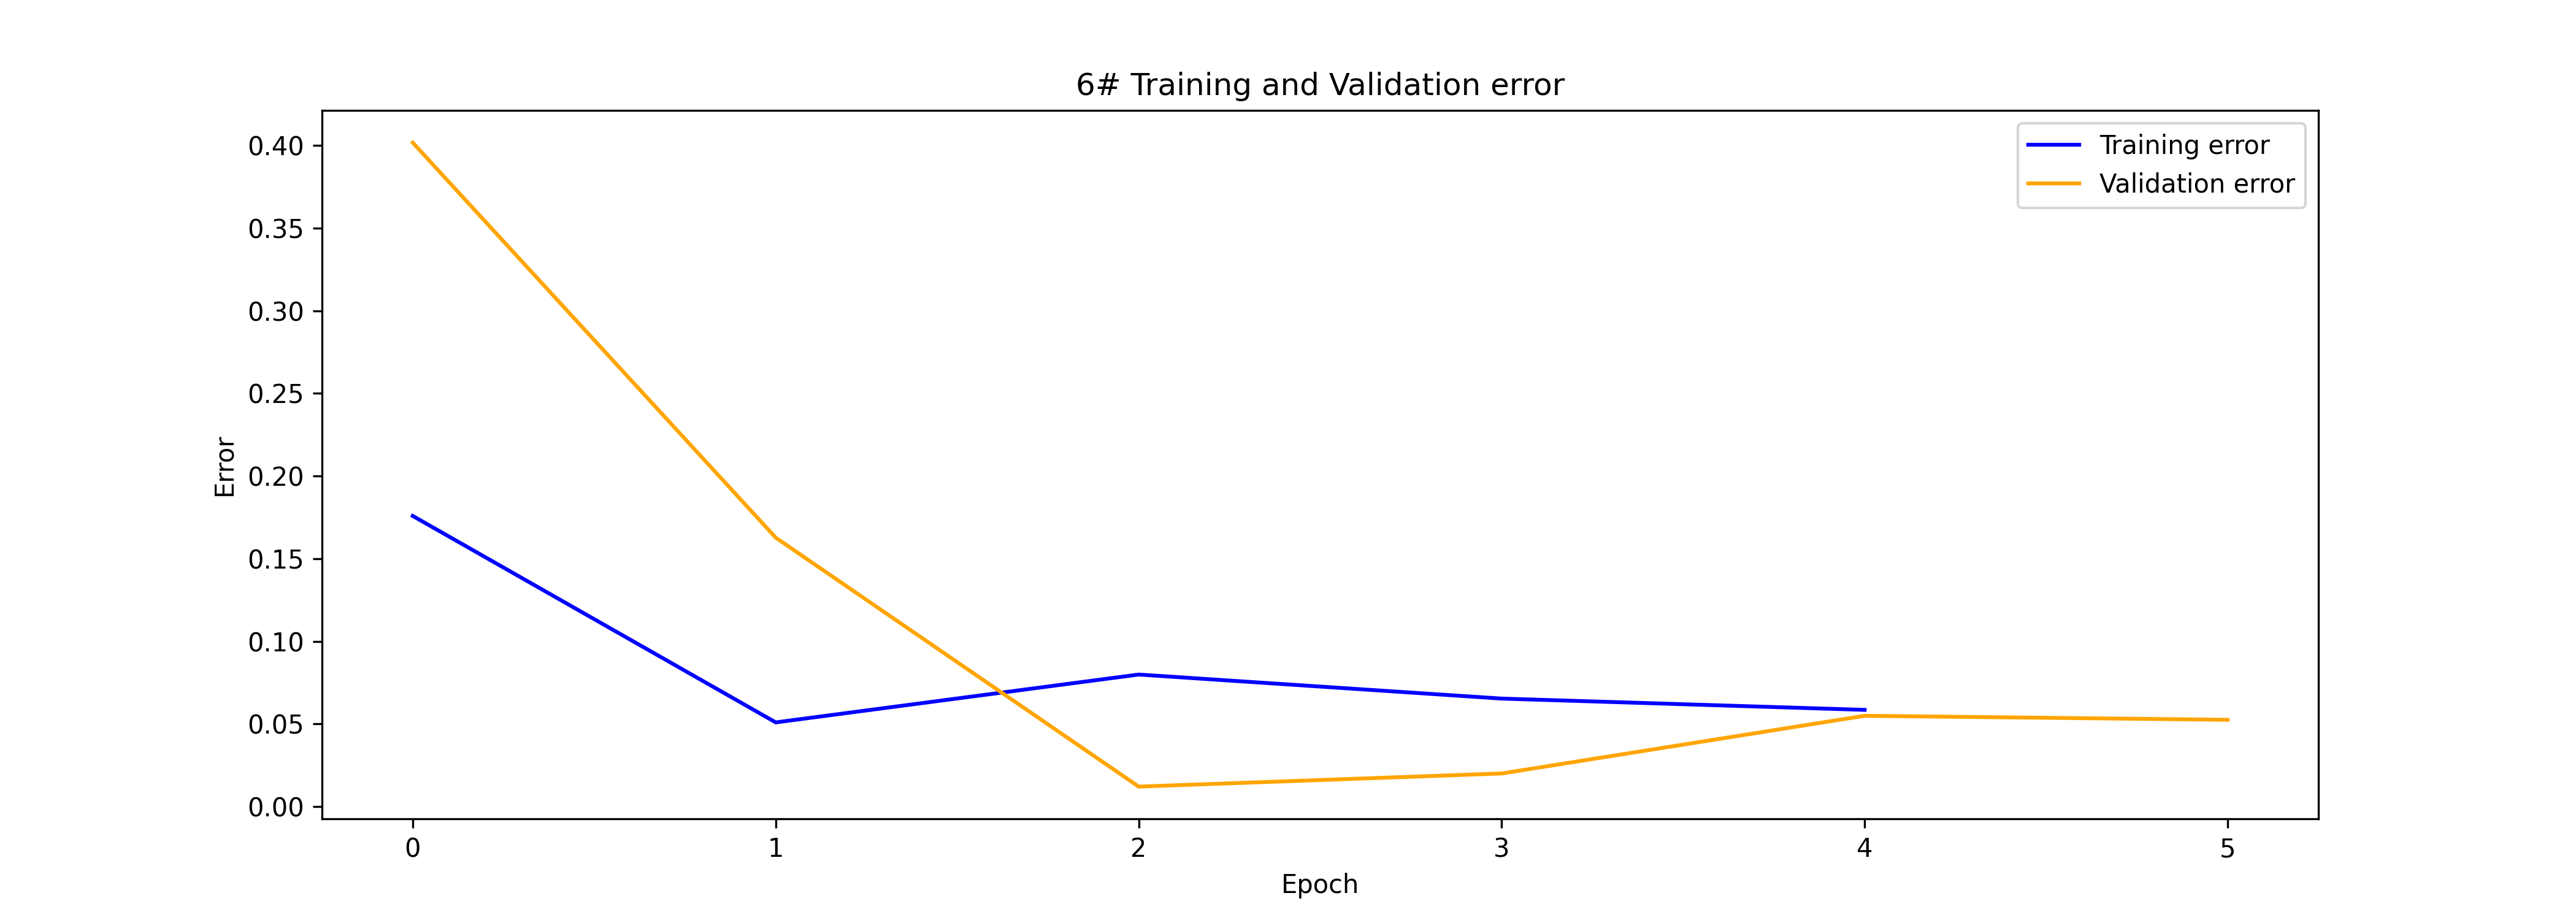 6# Training and Validation error
Training error
Validation error
0.40
0.35
0.30
0.25
0.20
0.15
0.10
0.05
0.00
Error
0 1 2 3 4 5
Epoch